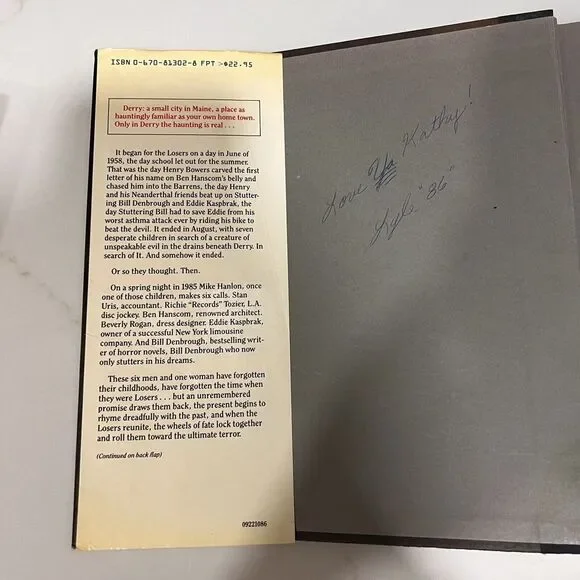 ISBN 0-670-81302-8 FPT >$22.95
Derry: a small city in Maine, a place as
hauntingly familiar as your own home town.
Only in Derry the haunting is real . . .
It began for the Losers on a day in June of
1958, the day school let out for the summer.
That was the day Henry Bowers carved the first
letter of his name on Ben Hanscom's belly and
chased him into the Barrens, the day Henry
and his Neanderthal friends beat up on Stutter-
ing Bill Denbrough and Eddie Kaspbrak, the
day Stuttering Bill had to save Eddie from his
worst asthma attack ever by riding his bike to
beat the devil. It ended in August, with seven
desperate children in search of a creature of
unspeakable evil in the drains beneath Derry. In
search of It. And somehow it ended.
Or so they thought. Then.
On a spring night in 1985 Mike Hanlon, once
one of those children, makes six calls. Stan
Uris, accountant. Richie "Records" Tozier, L.A.
disc jockey. Ben Hanscom, renowned architect.
Beverly Rogan, dress designer. Eddie Kaspbrak,
owner of a successful New York limousine
company. And Bill Denbrough, bestselling writ-
er of horror novels, Bill Denbrough who now
only stutters in his dreams.
These six men and one woman have forgotten
their childhoods, have forgotten the time when
they were Losers . . . but an unremembered
promise draws them back, the present begins to
rhyme dreadfully with the past, and when the
Losers reunite, the wheels of fate lock together
and roll them toward the ultimate terror.
(Continued on back flap)
09221086
Love Ya Kathy!
Lyle "86"